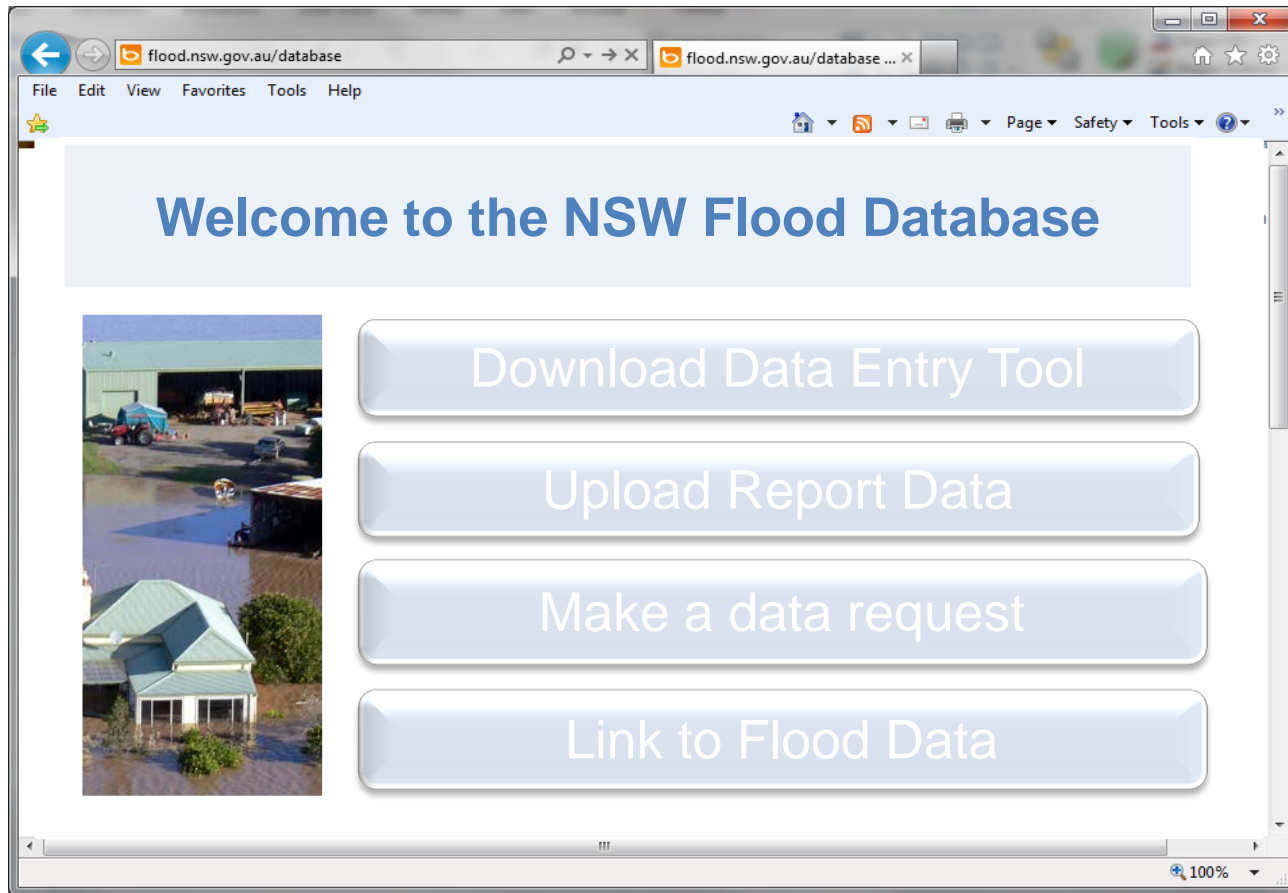 flood.nsw.gov.au/database
flood.nsw.gov.au/database ...
File Edit View Favorites Tools Help
Page Safety Tools
Welcome to the NSW Flood Database
Download Data Entry Tool
Upload Report Data
Make a data request
Link to Flood Data
100%